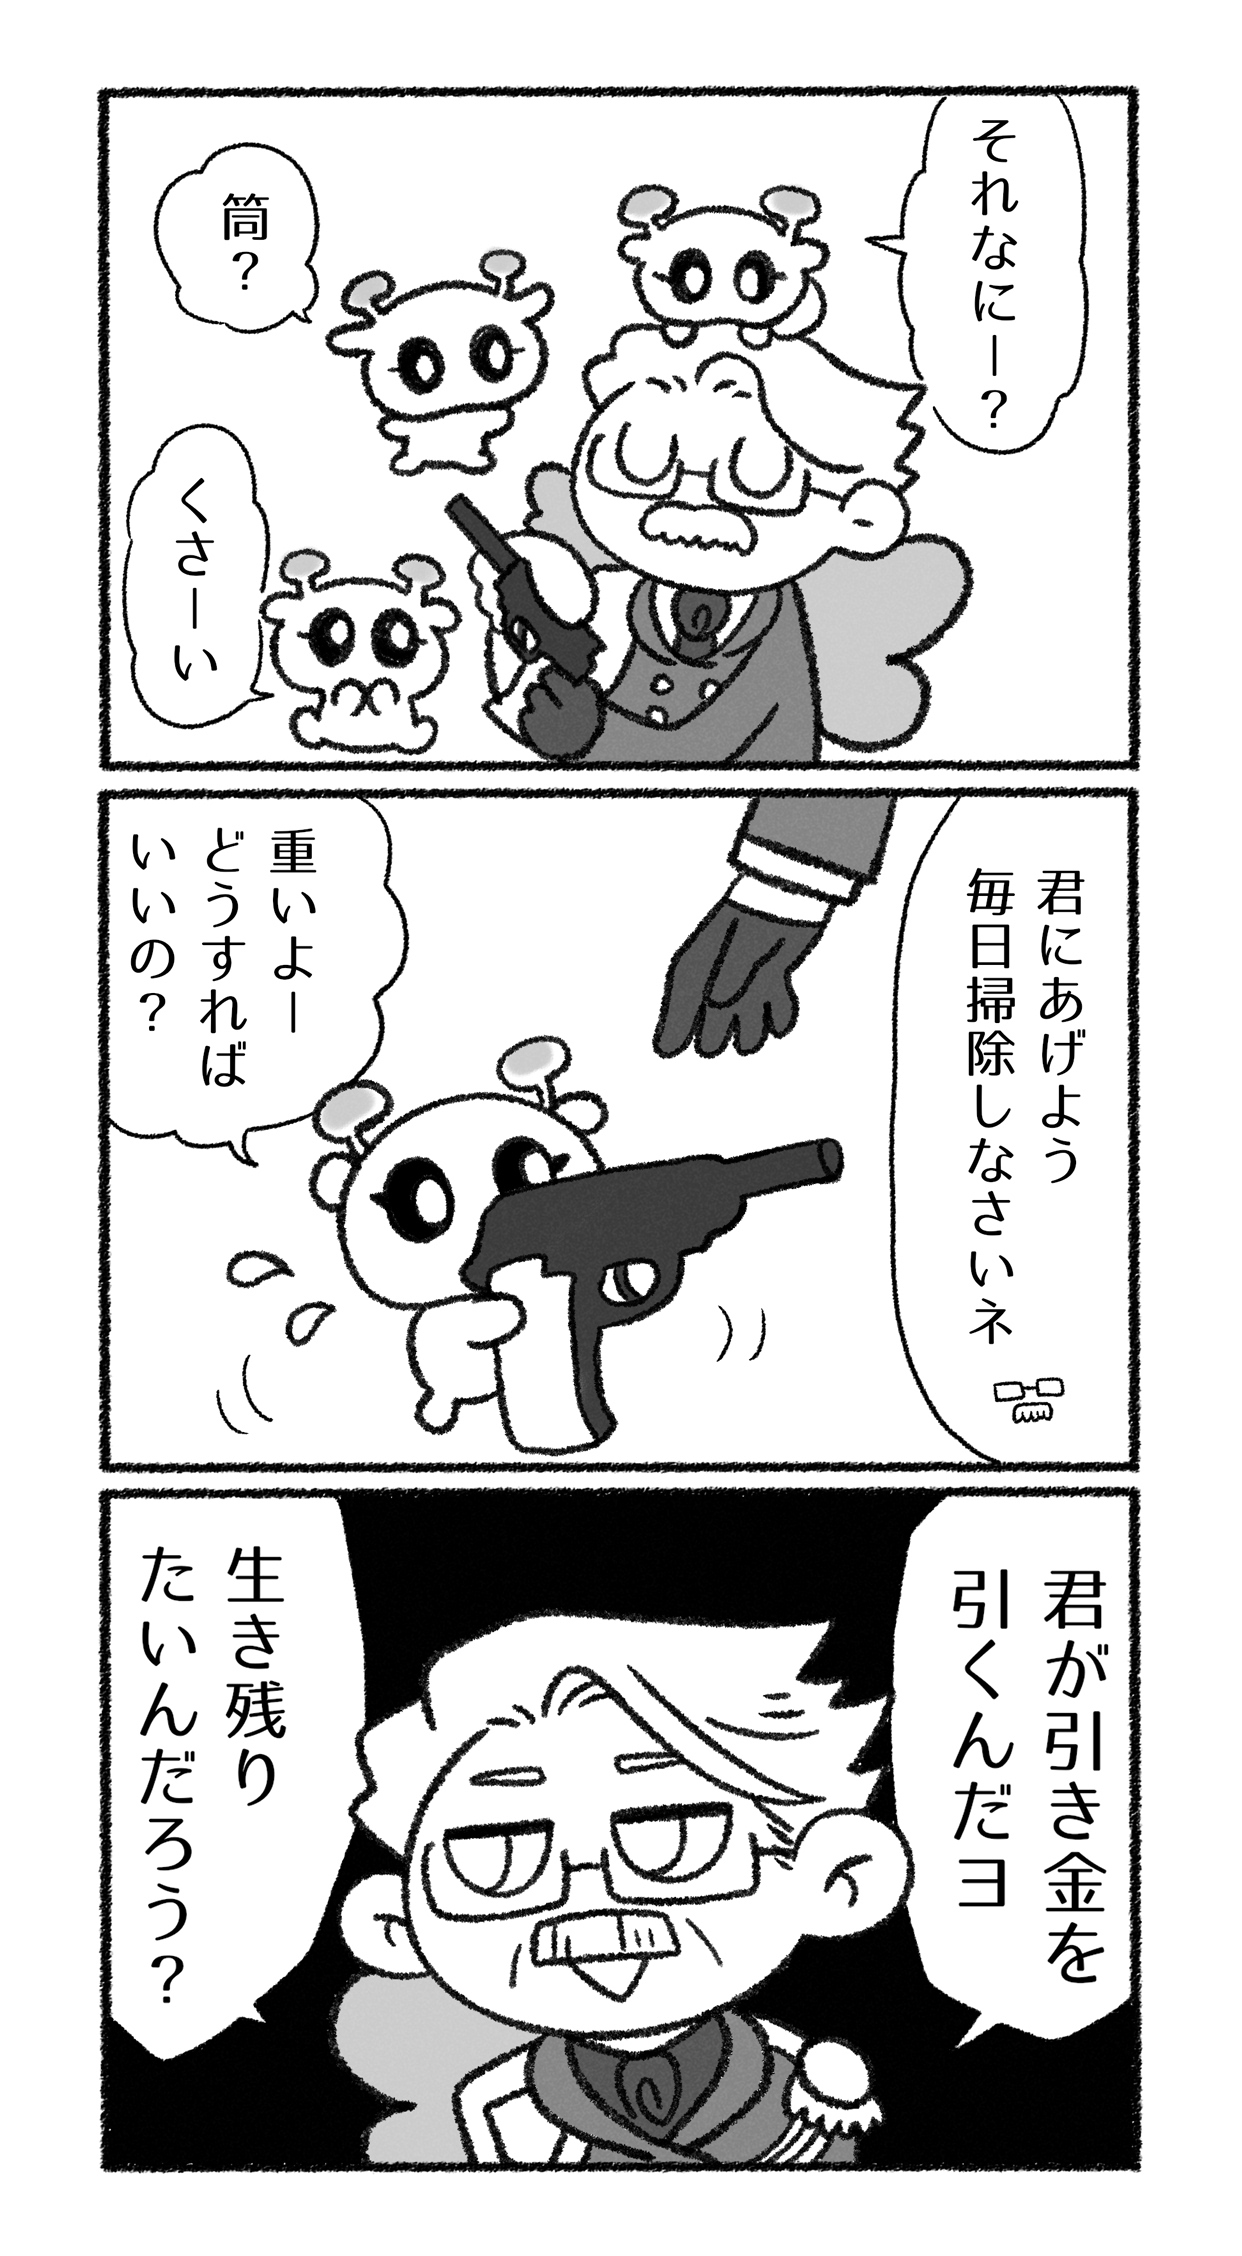 それなにー？
筒？
くさーい
君にあげよう
毎日掃除しなさいネ
重いよー
どうすれば
いいの？
君が引き金を
引くんだヨ
生き残り
たいんだろう？